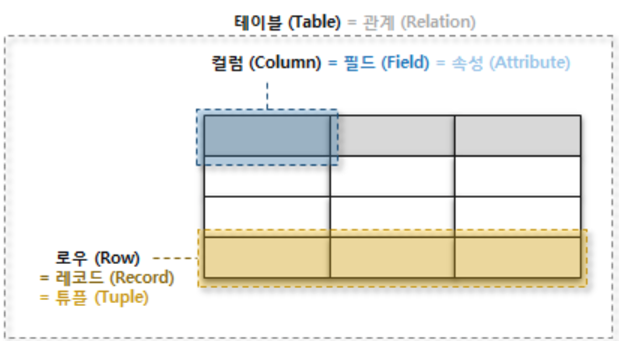 테이블 (Table) = 관계 (Relation)
컬럼 (Column) = 필드 (Field) = 속성 (Attribute)
로우 (Row)
= 레코드 (Record)
= 튜플 (Tuple)